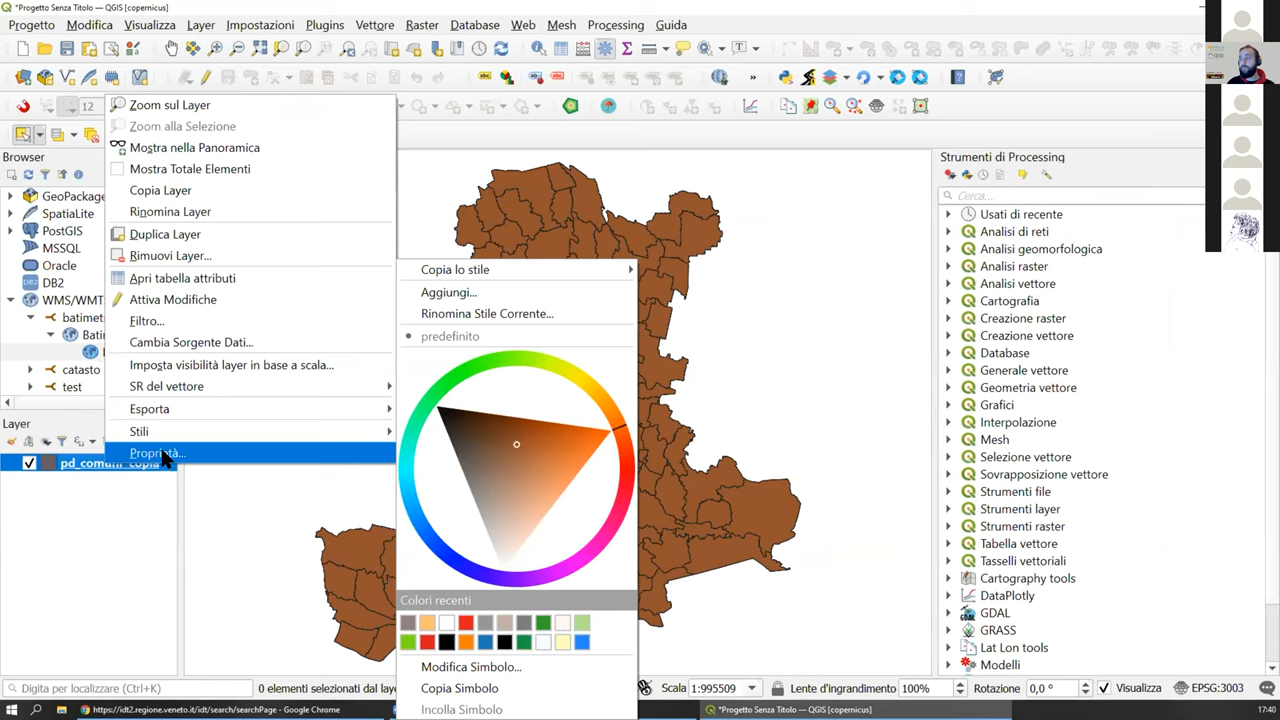 *Progetto Senza Titolo — QGIS [copernicus]
Progetto Modifica Visualizza Layer Impostazioni Plugins Vettore Raster Database Web Mesh Processing Guida
12
Browser
GeoPackage
SpatiaLite
PostGIS
MSSQL
Oracle
DB2
WMS/WMT
batime
Bati
catasto
test
Layer
pd_comuni_copia
Zoom sul Layer
Zoom alla Selezione
Mostra nella Panoramica
Mostra Totale Elementi
Copia Layer
Rinomina Layer
Duplica Layer
Rimuovi Layer...
Apri tabella attributi
Attiva Modifiche
Filtro...
Cambia Sorgente Dati...
Imposta visibilità layer in base a scala...
SR del vettore
Esporta
Stili
Proprietà...
Copia lo stile
Aggiungi...
Rinomina Stile Corrente...
predefinito
Colori recenti
Modifica Simbolo...
Copia Simbolo
Incolla Simbolo
Strumenti di Processing
Cerca...
Usati di recente
Analisi di reti
Analisi geomorfologica
Analisi raster
Analisi vettore
Cartografia
Creazione raster
Creazione vettore
Database
Generale vettore
Geometria vettore
Grafici
Interpolazione
Mesh
Selezione vettore
Sovrapposizione vettore
Strumenti file
Strumenti layer
Strumenti raster
Tabella vettore
Tasselli vettoriali
Cartography tools
DataPlotly
GDAL
GRASS
Lat Lon tools
Modelli
Digita per localizzare (Ctrl+K)
0 elementi selezionati dal laye
Scala 1:995509
Lente d'ingrandimento 100%
Rotazione 0,0 °
Visualizza
EPSG:3003
https://idt2.regione.veneto.it/idt/search/searchPage - Google Chrome
*Progetto Senza Titolo — QGIS [copernicus]
17:40